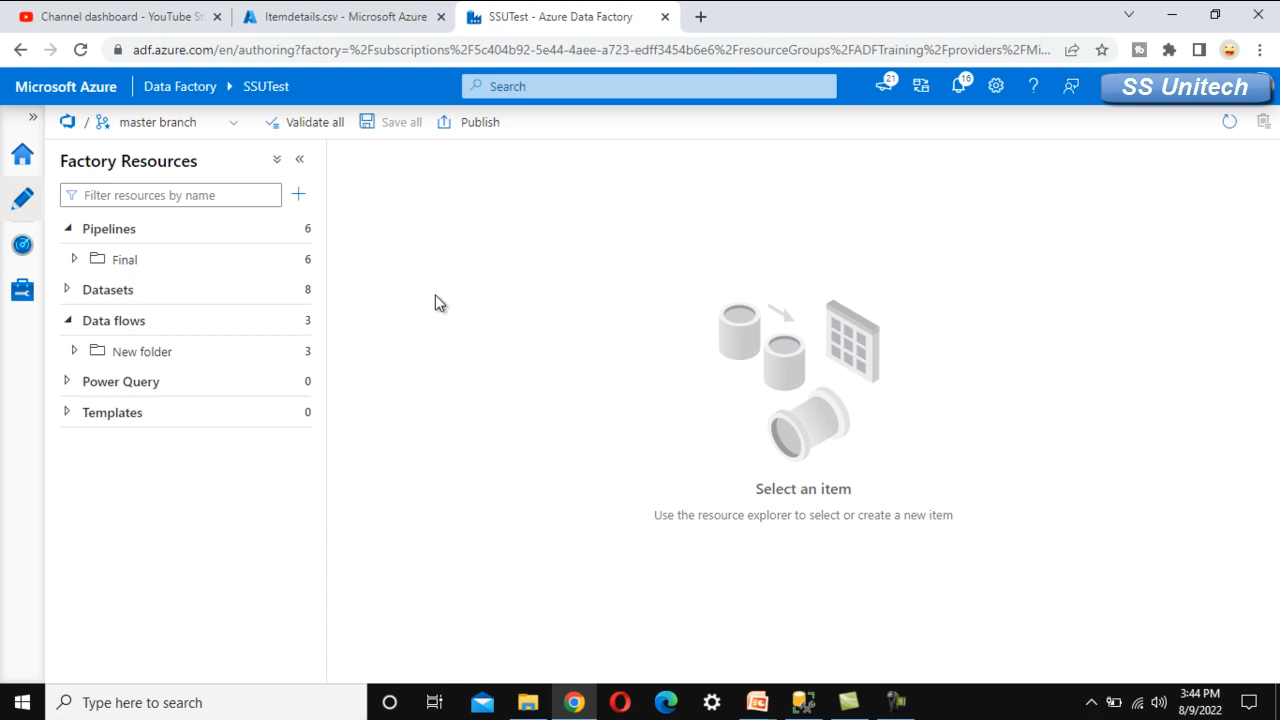 Channel dashboard - YouTube St
Itemdetails.csv - Microsoft Azure
SSUTest - Azure Data Factory
adf.azure.com/en/authoring?factory=%2Fsubscriptions%2F5c404b92-5e44-4aee-a723-edff3454b6e6%2FresourceGroups%2FADFTraining%2Fproviders%2FMi...
Microsoft Azure
Data Factory
SSUTest
Search
21
16
SS Unitech
/ master branch
Validate all
Save all
Publish
Factory Resources
Filter resources by name
Pipelines 6
Final 6
Datasets 8
Data flows 3
New folder 3
Power Query 0
Templates 0
Select an item
Use the resource explorer to select or create a new item
Type here to search
3:44 PM
8/9/2022